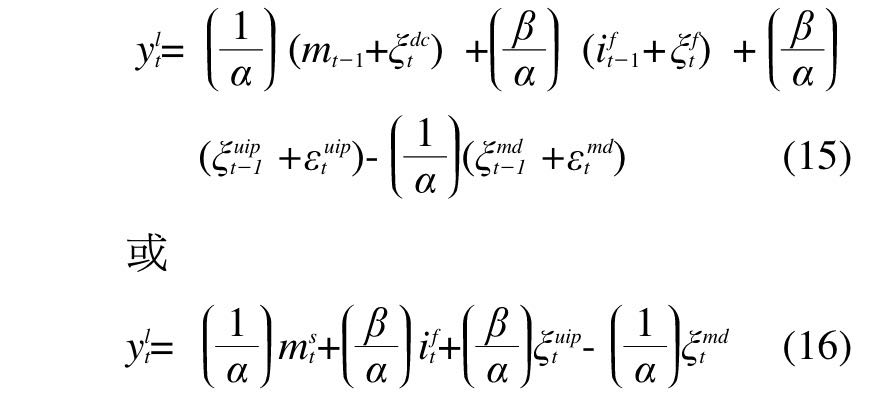 y_t^l= (1/α) (m_{t−1}+ξ_t^{dc}) +(β/α) (i_{t−1}^f+ξ_t^f) + (β/α)
(ξ_{t−1}^{uip} +ε_t^{uip})- (1/α)(ξ_{t−1}^{md} +ε_t^{md}) (15)
或
y_t^l= (1/α) m_t^s+(β/α) i_t^f+(β/α)ξ_t^{uip}- (1/α)ξ_t^{md} (16)